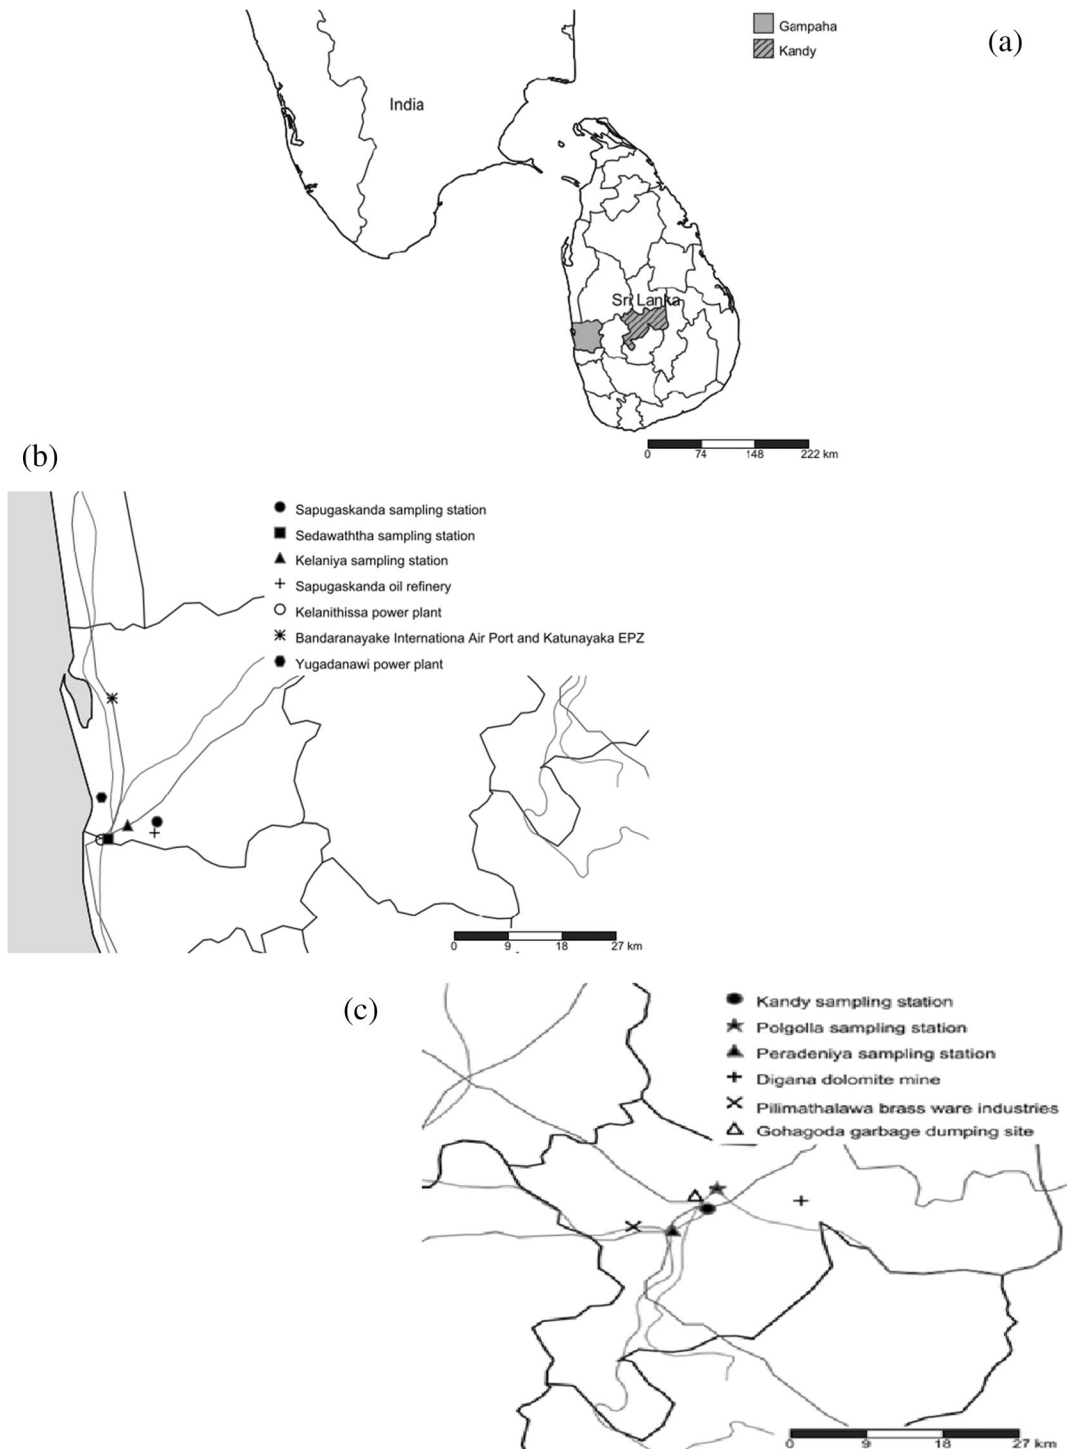 Gampaha
Kandy
(a)
India
Sri Lanka
0 74 148 222 km
(b)
Sapugaskanda sampling station
Sedawaththa sampling station
Kelaniya sampling station
Sapugaskanda oil refinery
Kelanithissa power plant
Bandaranayake Internationa Air Port and Katunayaka EPZ
Yugadanawi power plant
0 9 18 27 km
(c)
Kandy sampling station
Polgolla sampling station
Peradeniya sampling station
Digana dolomite mine
Pilimathalawa brass ware industries
Gohagoda garbage dumping site
0 9 18 27 km